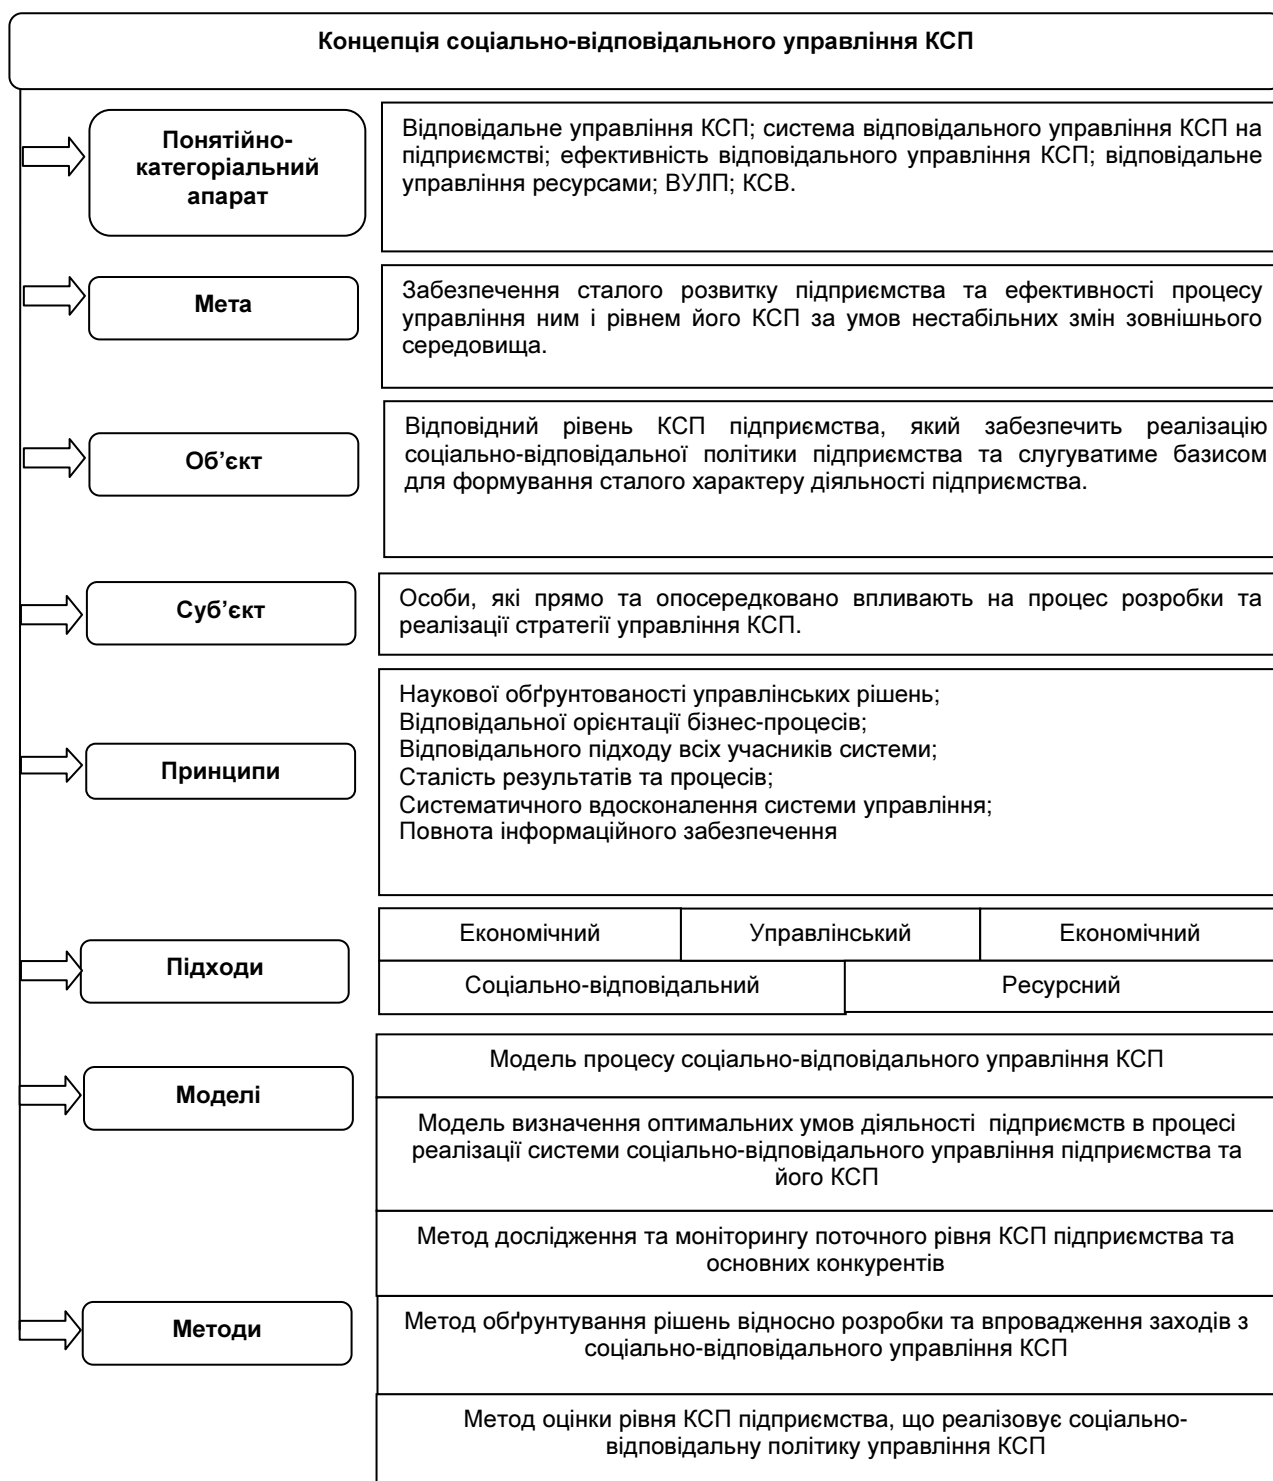 Концепція соціально-відповідального управління КСП
Понятійно-
категоріальний
апарат
Відповідальне управління КСП; система відповідального управління КСП на
підприємстві; ефективність відповідального управління КСП; відповідальне
управління ресурсами; ВУЛП; КСВ.
Мета
Забезпечення сталого розвитку підприємства та ефективності процесу
управління ним і рівнем його КСП за умов нестабільних змін зовнішнього
середовища.
Об’єкт
Відповідний рівень КСП підприємства, який забезпечить реалізацію
соціально-відповідальної політики підприємства та слугуватиме базисом
для формування сталого характеру діяльності підприємства.
Суб’єкт
Особи, які прямо та опосередковано впливають на процес розробки та
реалізації стратегії управління КСП.
Принципи
Наукової обґрунтованості управлінських рішень;
Відповідальної орієнтації бізнес-процесів;
Відповідального підходу всіх учасників системи;
Сталість результатів та процесів;
Систематичного вдосконалення системи управління;
Повнота інформаційного забезпечення
Підходи
Економічний Управлінський Економічний
Соціально-відповідальний Ресурсний
Моделі
Модель процесу соціально-відповідального управління КСП
Модель визначення оптимальних умов діяльності підприємств в процесі
реалізації системи соціально-відповідального управління підприємства та
його КСП
Методи
Метод дослідження та моніторингу поточного рівня КСП підприємства та
основних конкурентів
Метод обґрунтування рішень відносно розробки та впровадження заходів з
соціально-відповідального управління КСП
Метод оцінки рівня КСП підприємства, що реалізовує соціально-
відповідальну політику управління КСП